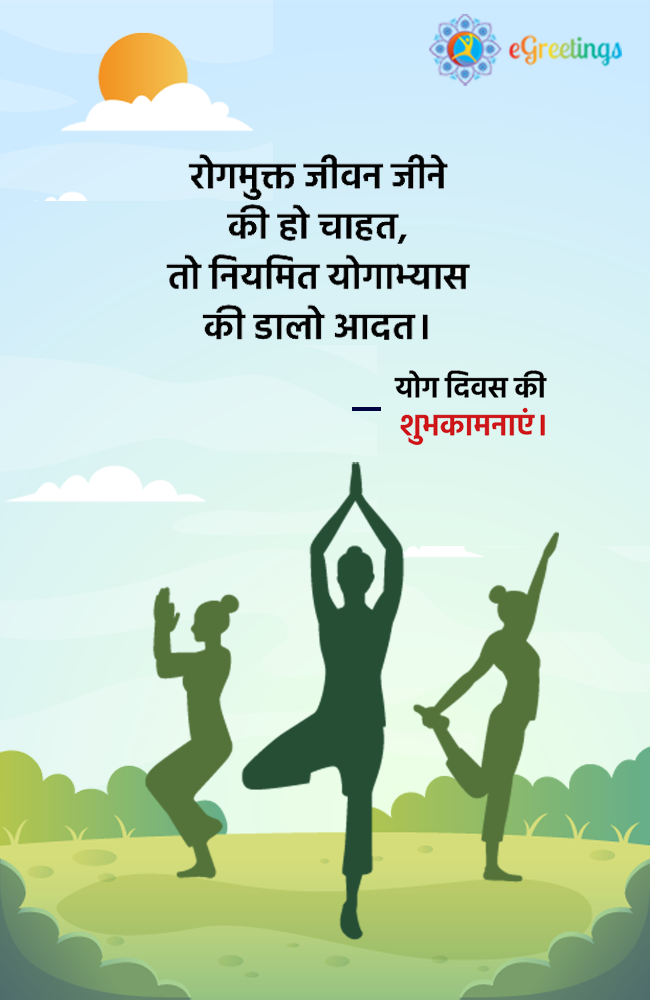 eGreetings
रोगमुक्त जीवन जीने
की हो चाहत,
तो नियमित योगाभ्यास
की डालो आदत।
योग दिवस की
शुभकामनाएं।